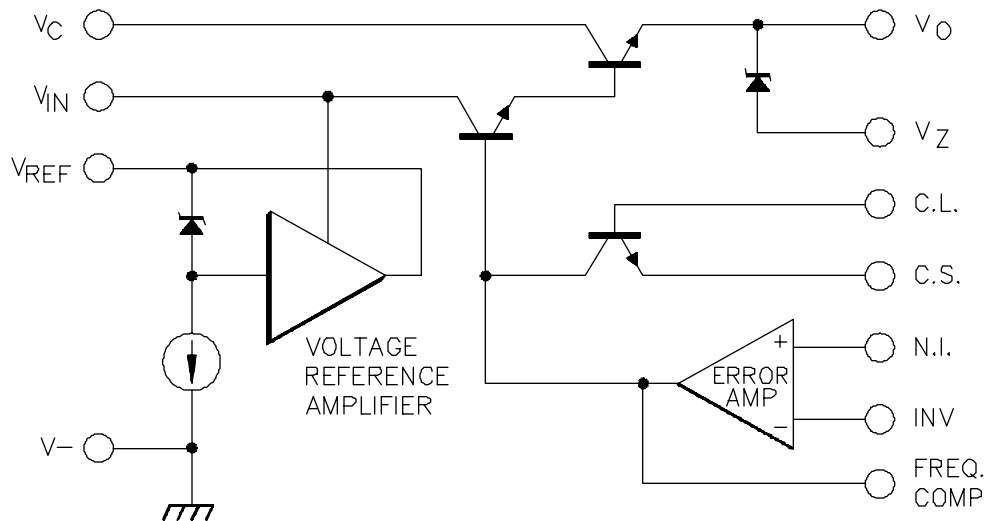 VC
VIN
VREF
V-
VOLTAGE
REFERENCE
AMPLIFIER
VO
VZ
C.L.
C.S.
+
ERROR
AMP
-
N.I.
INV
FREQ.
COMP